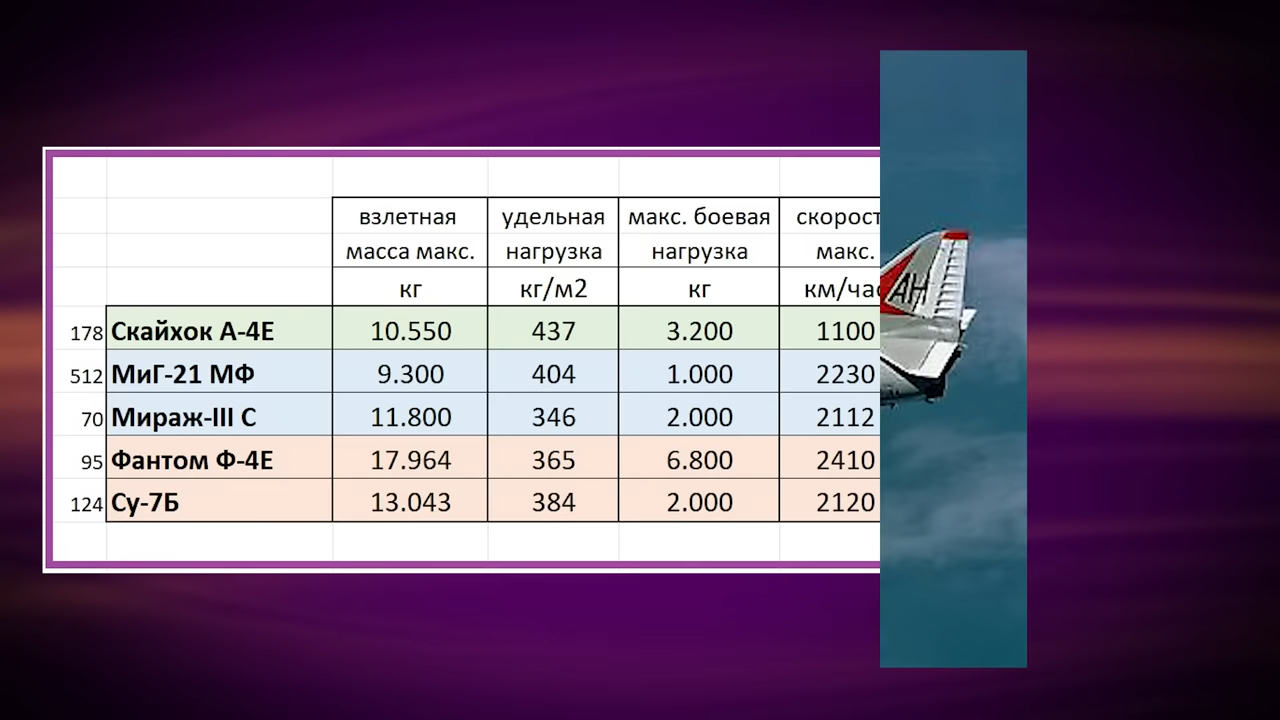 взлетная удельная макс. боевая скорост
масса макс. нагрузка нагрузка макс.
кг кг/м2 кг км/час
178 Скайхок А-4Е 10.550 437 3.200 1100
512 МиГ-21 МФ 9.300 404 1.000 2230
70 Мираж-III С 11.800 346 2.000 2112
95 Фантом Ф-4Е 17.964 365 6.800 2410
124 Су-7Б 13.043 384 2.000 2120
AH